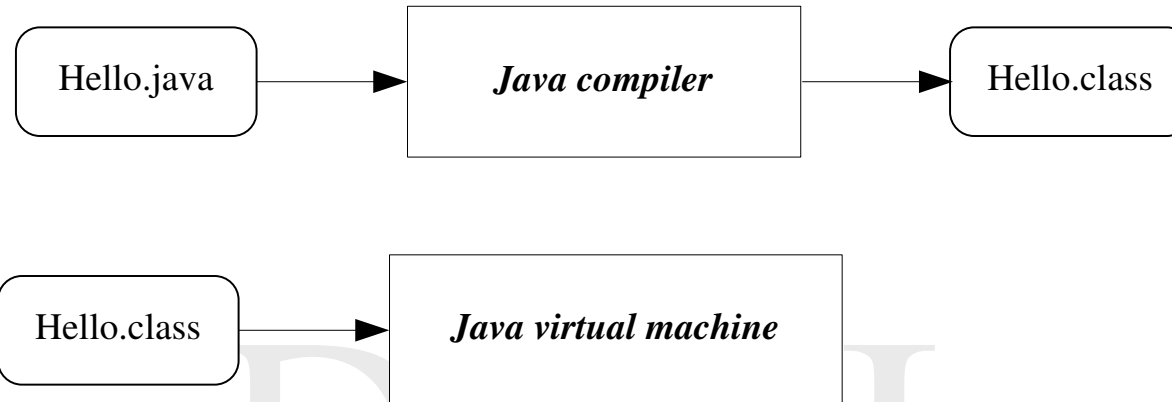 Hello.java
Java compiler
Hello.class
Hello.class
Java virtual machine